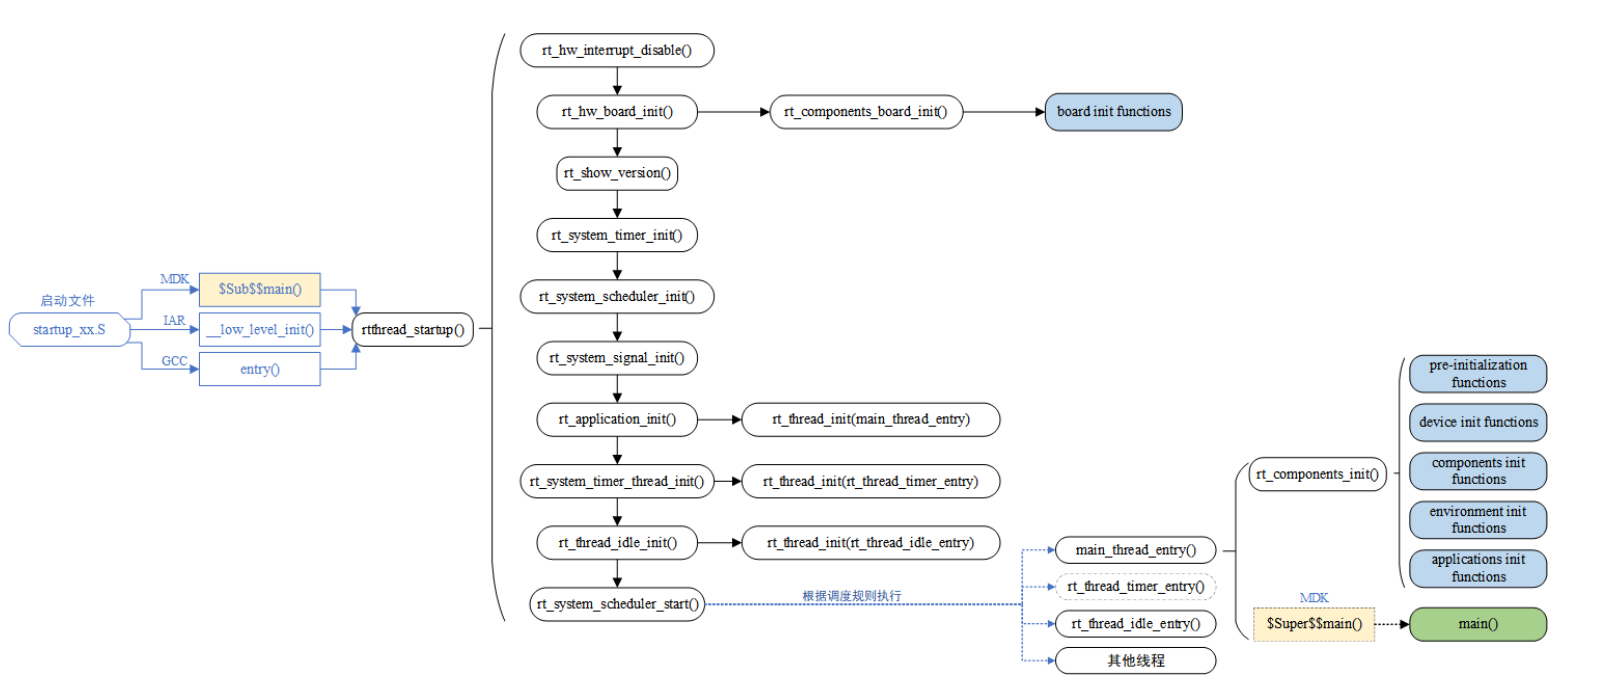 启动文件
startup_xx.S
MDK
$Sub$$main()
IAR
__low_level_init()
GCC
entry()
rtthread_startup()
rt_hw_interrupt_disable()
rt_hw_board_init()
rt_components_board_init()
board init functions
rt_show_version()
rt_system_timer_init()
rt_system_scheduler_init()
rt_system_signal_init()
rt_application_init()
rt_thread_init(main_thread_entry)
rt_system_timer_thread_init()
rt_thread_init(rt_thread_timer_entry)
rt_thread_idle_init()
rt_thread_init(rt_thread_idle_entry)
rt_system_scheduler_start()
根据调度规则执行
main_thread_entry()
rt_thread_timer_entry()
rt_thread_idle_entry()
其他线程
rt_components_init()
pre-initialization
functions
device init functions
components init
functions
environment init
functions
applications init
functions
MDK
$Super$$main()
main()